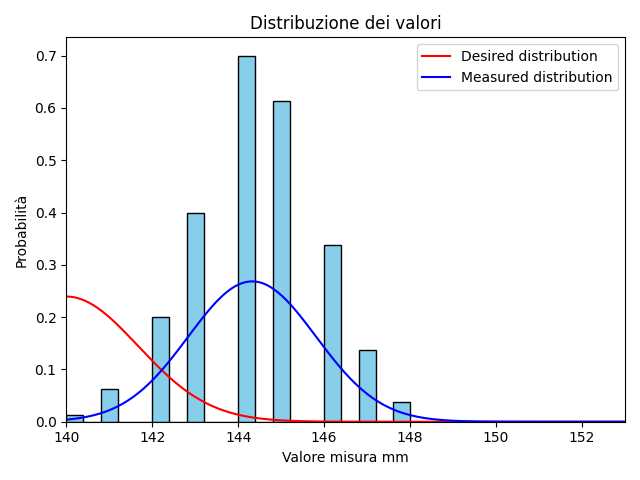 Distribuzione dei valori
Desired distribution
Measured distribution
Probabilità
0.7
0.6
0.5
0.4
0.3
0.2
0.1
0.0
140 142 144 146 148 150 152
Valore misura mm